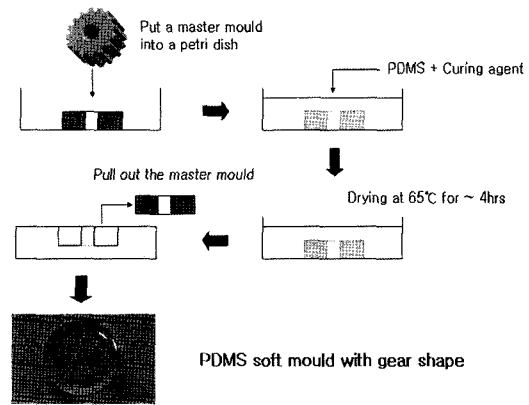 Put a master mould
into a petri dish
PDMS + Curing agent
Pull out the master mould
Drying at 65℃ for ~ 4hrs
PDMS soft mould with gear shape